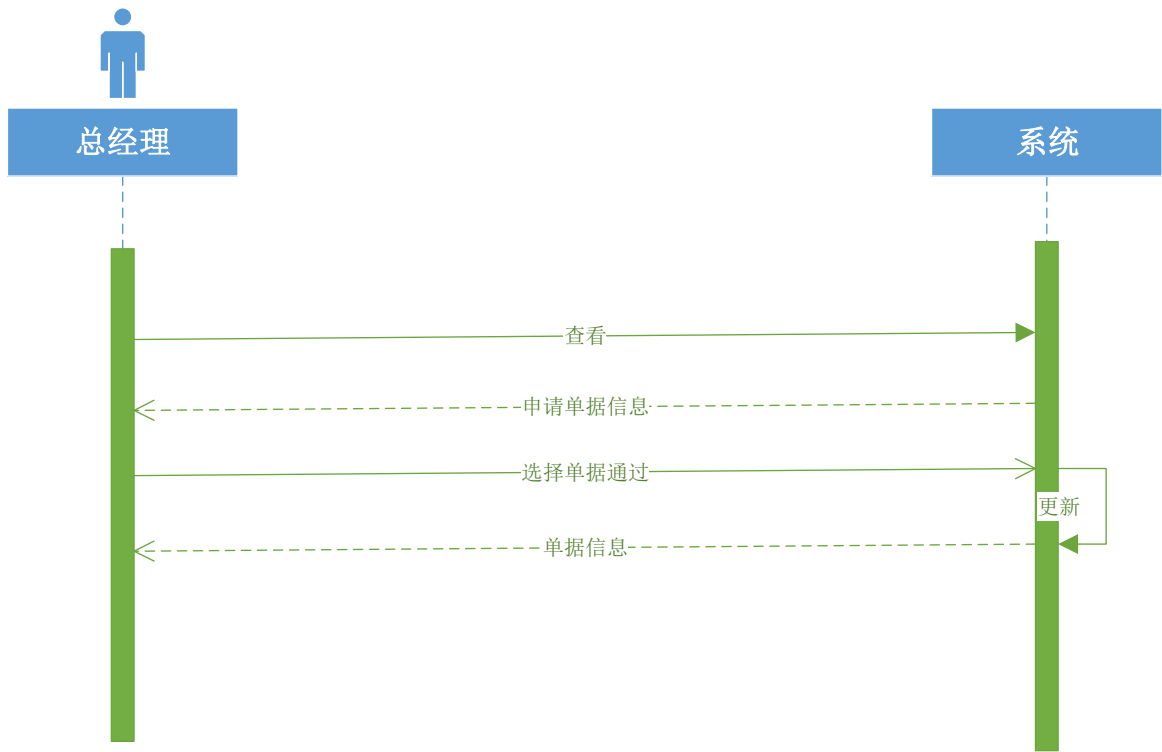 总经理
系统
查看
申请单据信息
选择单据通过
更新
单据信息